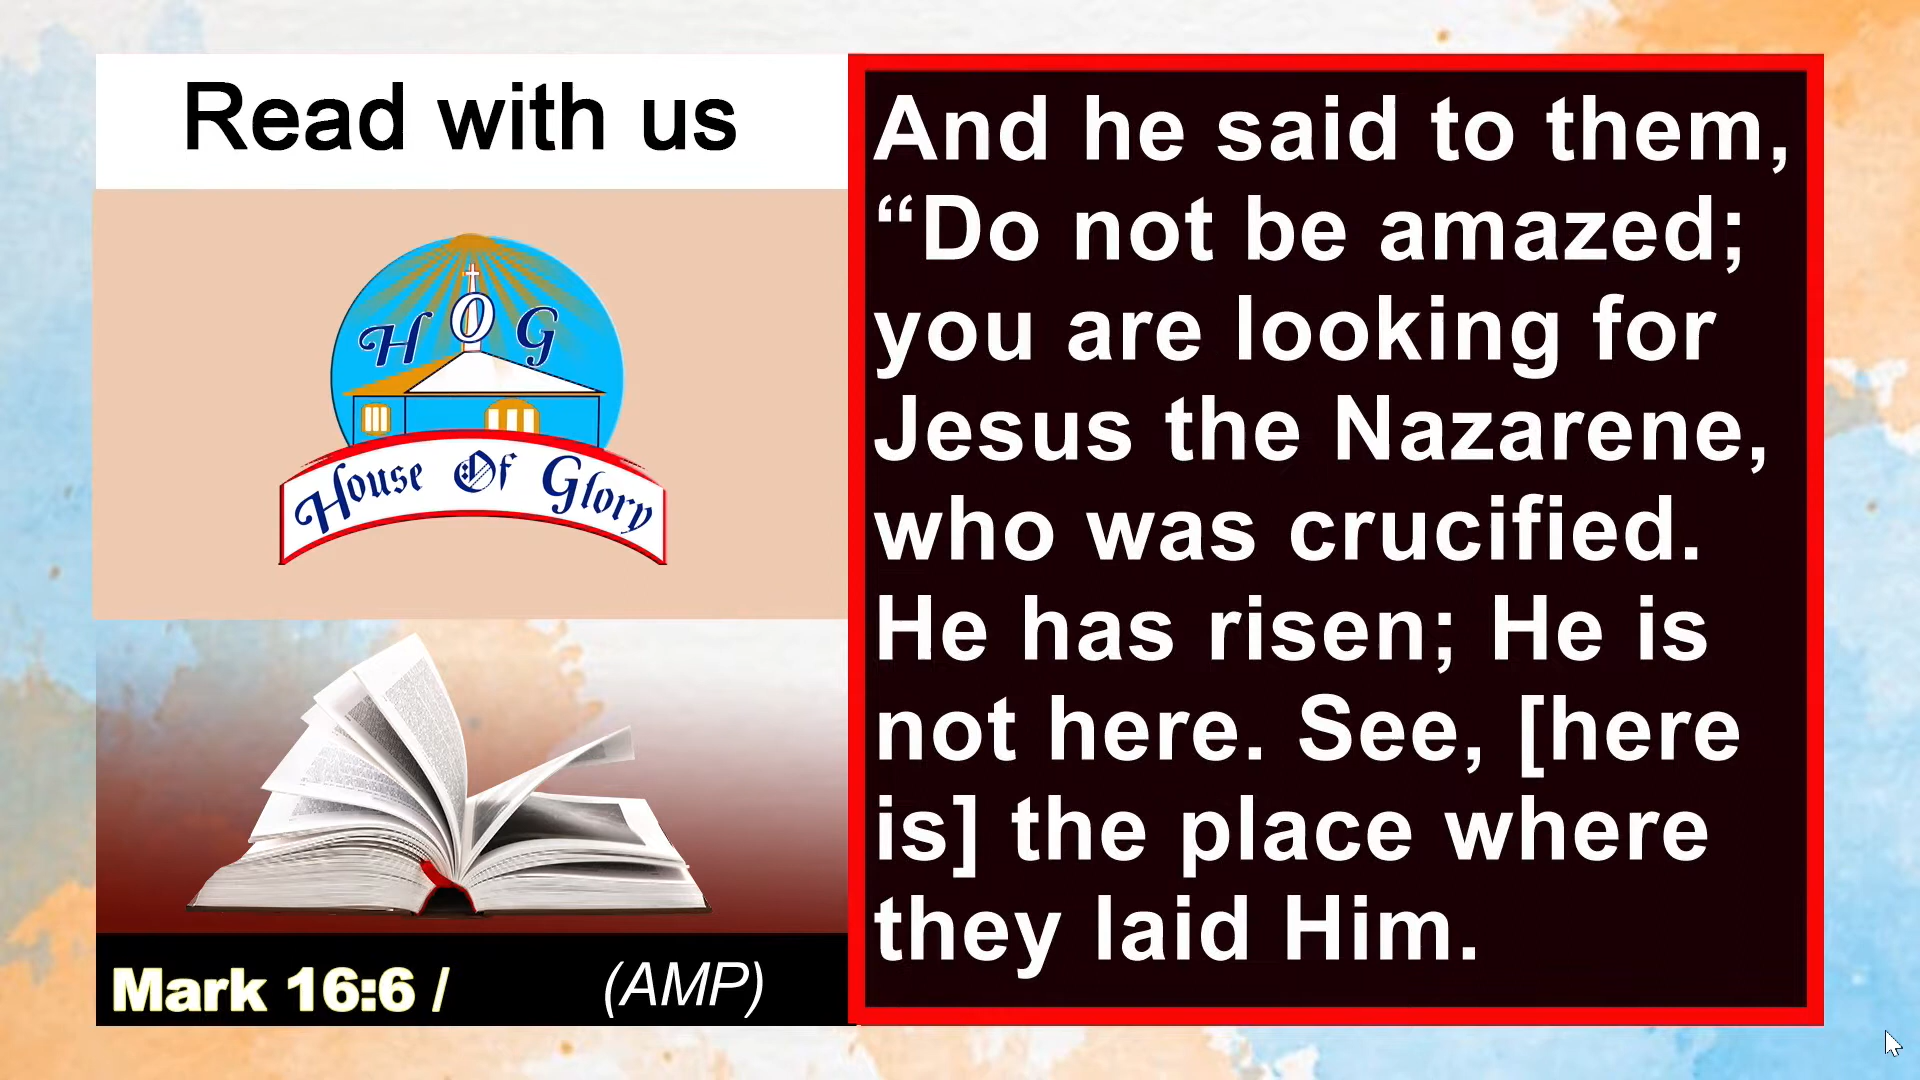 Read with us
H O G
House Of Glory
Mark 16:6 /
(AMP)
And he said to them,
“Do not be amazed;
you are looking for
Jesus the Nazarene,
who was crucified.
He has risen; He is
not here. See, [here
is] the place where
they laid Him.